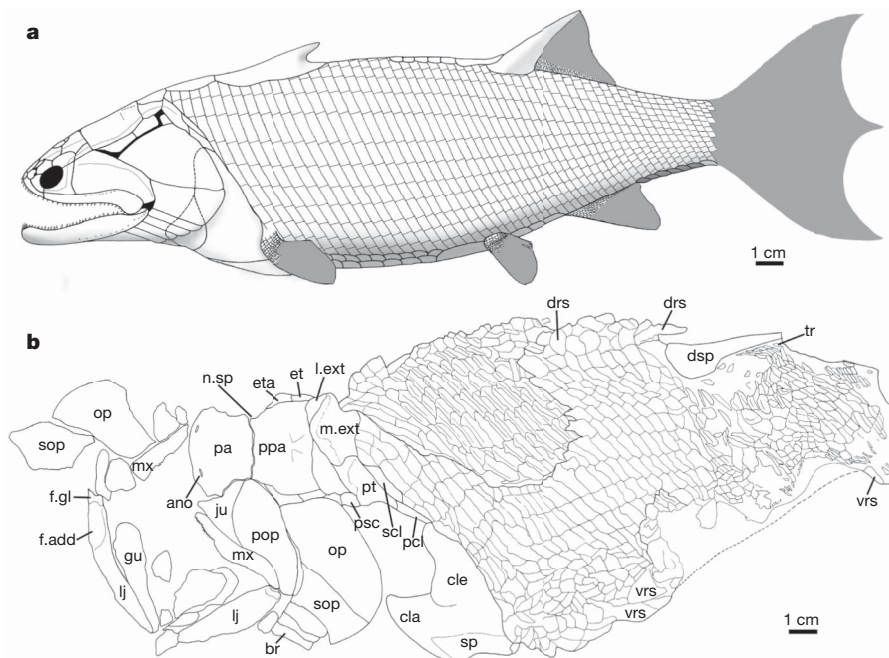 a
1 cm
b
drs
drs
tr
dsp
l.ext
et
eta
n.sp
op
sop
mx
pa
ppa
m.ext
pt
ano
ju
psc
scl
pcl
vrs
f.gl
f.add
gu
pop
op
mx
cle
lj
lj
sop
cla
vrs
vrs
br
sp
1 cm